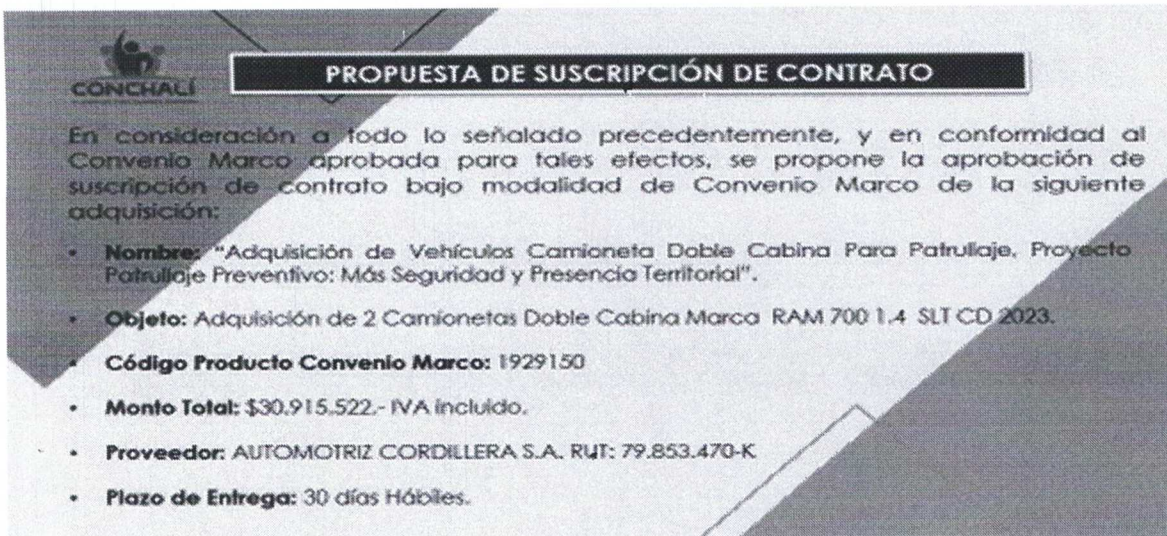 CONCHALÍ
PROPUESTA DE SUSCRIPCIÓN DE CONTRATO
En consideración a todo lo señalado precedentemente, y en conformidad al
Convenio Marco aprobada para tales efectos, se propone la aprobación de
suscripción de contrato bajo modalidad de Convenio Marco de la siguiente
adquisición:
• Nombre: "Adquisición de Vehículos Camioneta Doble Cabina Para Patrullaje, Proyecto
Patrullaje Preventivo: Más Seguridad y Presencia Territorial".
• Objeto: Adquisición de 2 Camionetas Doble Cabina Marca RAM 700 1.4 SLT CD 2023.
• Código Producto Convenio Marco: 1929150
• Monto Total: $30.915.522.- IVA incluido.
• Proveedor: AUTOMOTRIZ CORDILLERA S.A. RUT: 79.853.470-K
• Plazo de Entrega: 30 días Hábiles.